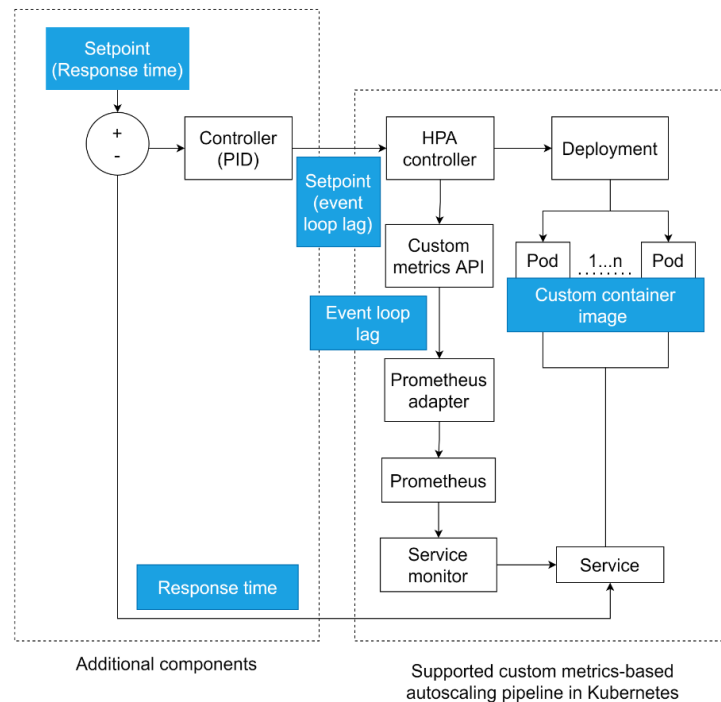 Setpoint
(Response time)
+
-
Controller
(PID)
HPA
controller
Deployment
Setpoint
(event
loop lag)
Custom
metrics API
Pod
1...n
Pod
Custom container
image
Event loop
lag
Prometheus
adapter
Prometheus
Service
monitor
Service
Response time
Additional components
Supported custom metrics-based
autoscaling pipeline in Kubernetes